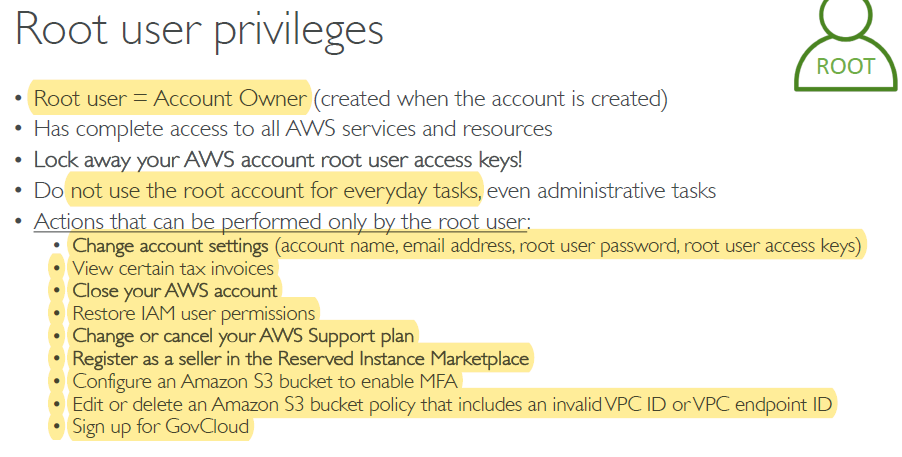 Root user privileges
ROOT
• Root user = Account Owner (created when the account is created)
• Has complete access to all AWS services and resources
• Lock away your AWS account root user access keys!
• Do not use the root account for everyday tasks, even administrative tasks
• Actions that can be performed only by the root user:
• Change account settings (account name, email address, root user password, root user access keys)
• View certain tax invoices
• Close your AWS account
• Restore IAM user permissions
• Change or cancel your AWS Support plan
• Register as a seller in the Reserved Instance Marketplace
• Configure an Amazon S3 bucket to enable MFA
• Edit or delete an Amazon S3 bucket policy that includes an invalid VPC ID or VPC endpoint ID
• Sign up for GovCloud